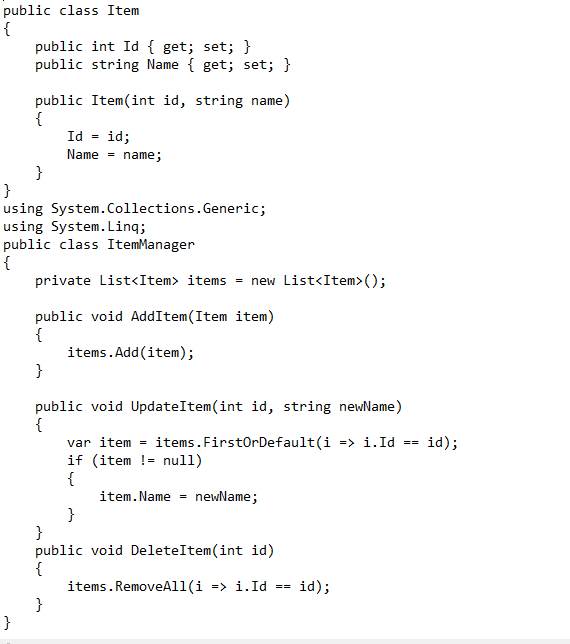 public class Item
{
    public int Id { get; set; }
    public string Name { get; set; }

    public Item(int id, string name)
    {
        Id = id;
        Name = name;
    }
}
using System.Collections.Generic;
using System.Linq;
public class ItemManager
{
    private List<Item> items = new List<Item>();

    public void AddItem(Item item)
    {
        items.Add(item);
    }

    public void UpdateItem(int id, string newName)
    {
        var item = items.FirstOrDefault(i => i.Id == id);
        if (item != null)
        {
            item.Name = newName;
        }
    }
    public void DeleteItem(int id)
    {
        items.RemoveAll(i => i.Id == id);
    }
}